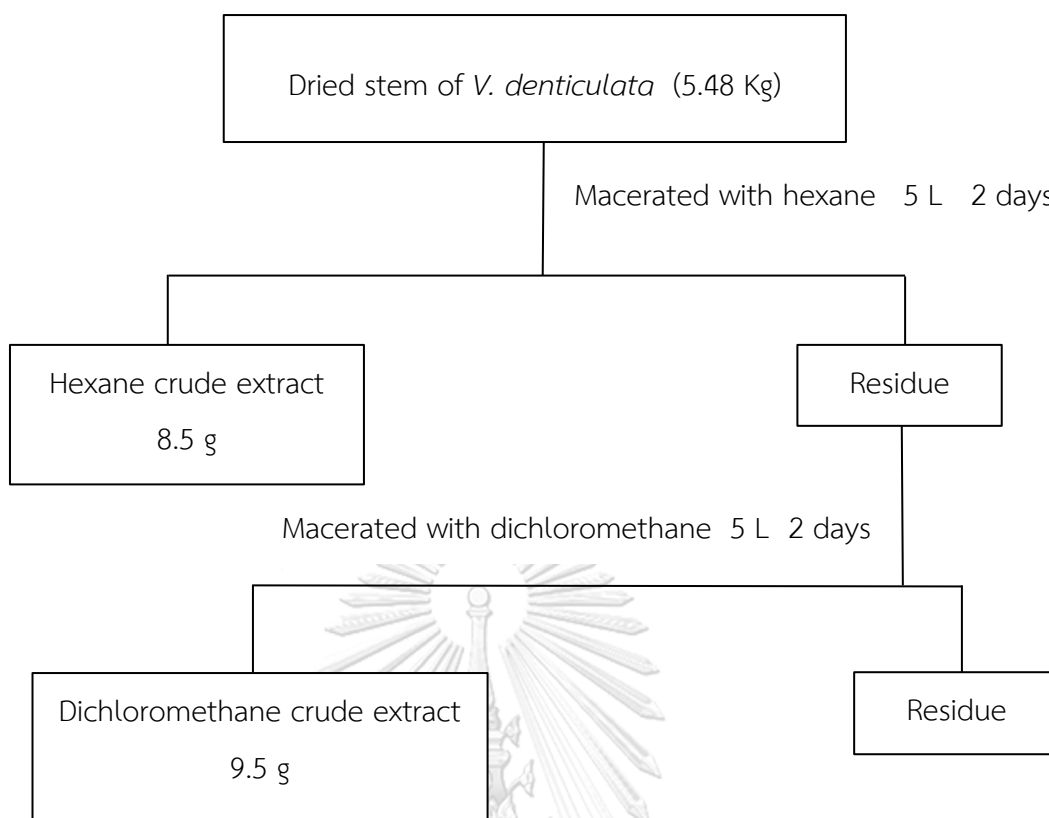 Dried stem of V. denticulata (5.48 Kg)
Macerated with hexane 5 L 2 days
Hexane crude extract
8.5 g
Residue
Macerated with dichloromethane 5 L 2 days
Dichloromethane crude extract
9.5 g
Residue